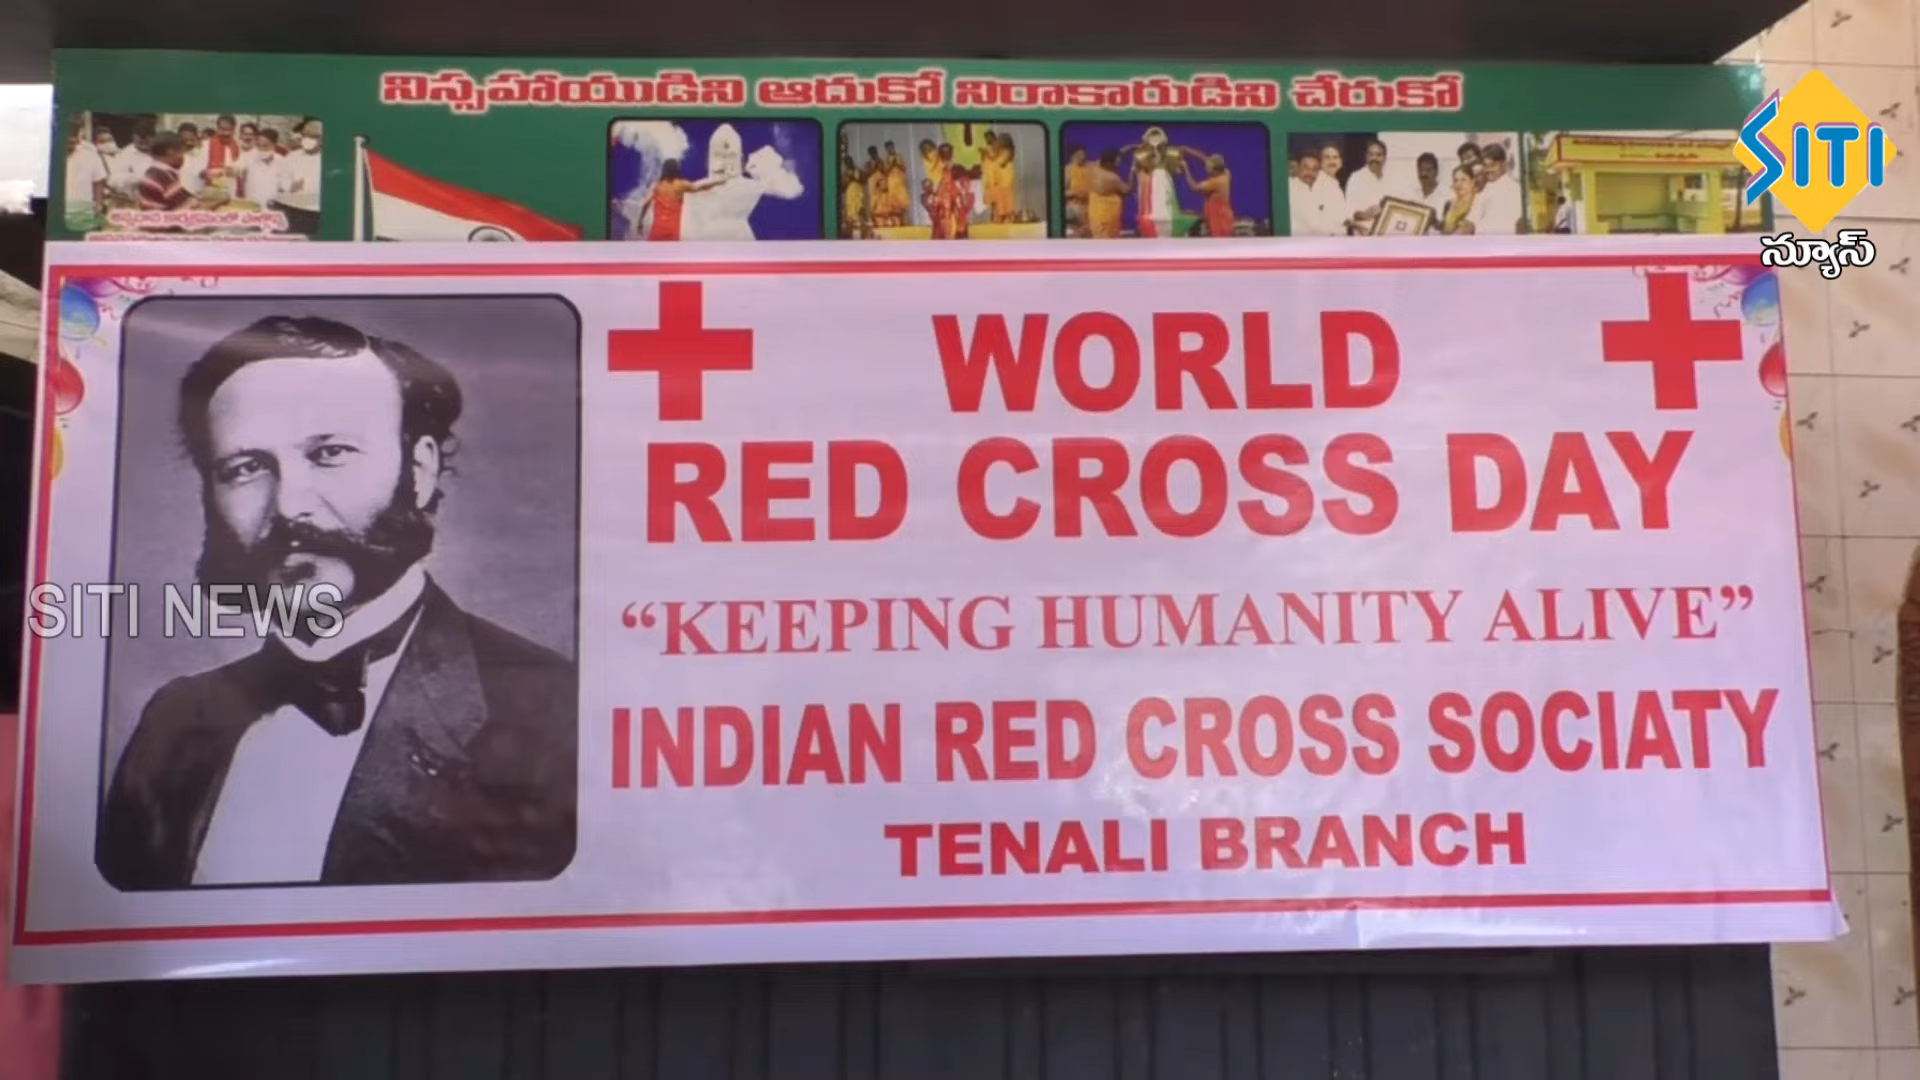 నిస్సహాయుడిని ఆదుకో నిరాకారుడిని చేరుకో
SITI
న్యూస్
WORLD
RED CROSS DAY
“KEEPING HUMANITY ALIVE”
SITI NEWS
INDIAN RED CROSS SOCIATY
TENALI BRANCH